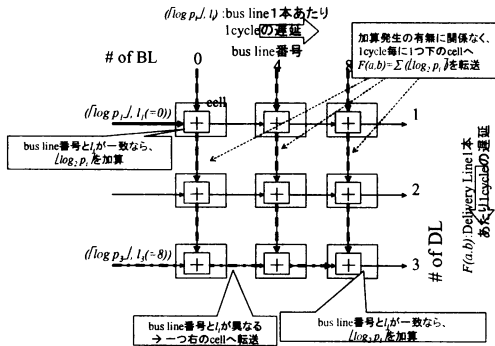 (⌈log pᵢ⌋, lᵢ) : bus line 1本あたり
1cycleの遅延
bus line番号
# of BL
0
4
8
加算発生の有無に関係なく、
1cycle毎に1つ下のcellへ
F(a,b)=Σ⌊log₂ pᵢ⌋を転送
cell
(⌈log pᵢ⌋, lᵢ(=0))
1
bus line番号とlᵢが一致なら、
⌊log₂ pᵢ⌋を加算
2
F(a,b):Delivery Line1本
あたり1cycleの遅延
# of DL
(⌈log p₃⌋, l₃(=8))
3
bus line番号とlᵢが異なる
→ 一つ右のcellへ転送
bus line番号とlᵢが一致なら、
⌊log₂ pᵢ⌋を加算